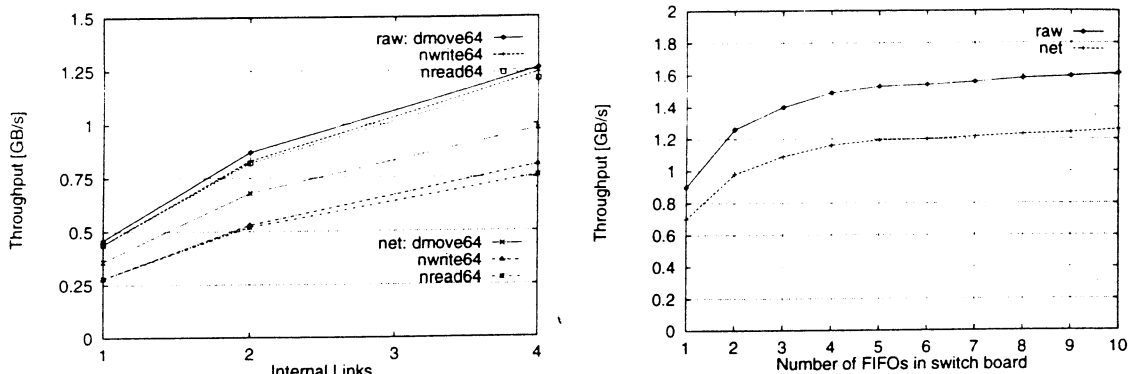 1.5
1.25
1
0.75
0.5
0.25
0
Throughput [GB/s]
raw: dmove64
nwrite64
nread64
net: dmove64
nwrite64
nread64
1 2 3 4
Internal Links
2
1.8
1.6
1.4
1.2
1
0.8
0.6
0.4
0.2
0
Throughput [GB/s]
raw
net
1 2 3 4 5 6 7 8 9 10
Number of FIFOs in switch board